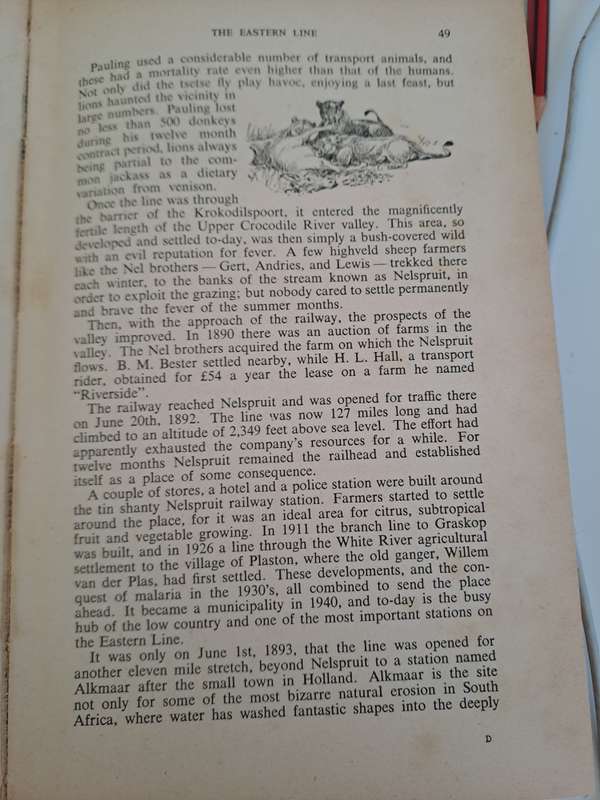 THE EASTERN LINE 49
Pauling used a considerable number of transport animals, and
these had a mortality rate even higher than that of the humans.
Not only did the tsetse fly play havoc, enjoying a last feast, but
lions haunted the vicinity in
large numbers. Pauling lost
no less than 500 donkeys
during his twelve month
contract period, lions always
being partial to the com-
mon jackass as a dietary
variation from venison.
Once the line was through
the barrier of the Krokodilspoort, it entered the magnificently
fertile length of the Upper Crocodile River valley. This area, so
developed and settled to-day, was then simply a bush-covered wild
with an evil reputation for fever. A few highveld sheep farmers
like the Nel brothers — Gert, Andries, and Lewis — trekked there
each winter, to the banks of the stream known as Nelspruit, in
order to exploit the grazing; but nobody cared to settle permanently
and brave the fever of the summer months.
Then, with the approach of the railway, the prospects of the
valley improved. In 1890 there was an auction of farms in the
valley. The Nel brothers acquired the farm on which the Nelspruit
flows. B. M. Bester settled nearby, while H. L. Hall, a transport
rider, obtained for £54 a year the lease on a farm he named
"Riverside".
The railway reached Nelspruit and was opened for traffic there
on June 20th, 1892. The line was now 127 miles long and had
climbed to an altitude of 2,349 feet above sea level. The effort had
apparently exhausted the company's resources for a while. For
twelve months Nelspruit remained the railhead and established
itself as a place of some consequence.
A couple of stores, a hotel and a police station were built around
the tin shanty Nelspruit railway station. Farmers started to settle
around the place, for it was an ideal area for citrus, subtropical
fruit and vegetable growing. In 1911 the branch line to Graskop
was built, and in 1926 a line through the White River agricultural
settlement to the village of Plaston, where the old ganger, Willem
van der Plas, had first settled. These developments, and the con-
quest of malaria in the 1930's, all combined to send the place
ahead. It became a municipality in 1940, and to-day is the busy
hub of the low country and one of the most important stations on
the Eastern Line.
It was only on June 1st, 1893, that the line was opened for
another eleven mile stretch, beyond Nelspruit to a station named
Alkmaar after the small town in Holland. Alkmaar is the site
not only for some of the most bizarre natural erosion in South
Africa, where water has washed fantastic shapes into the deeply
D